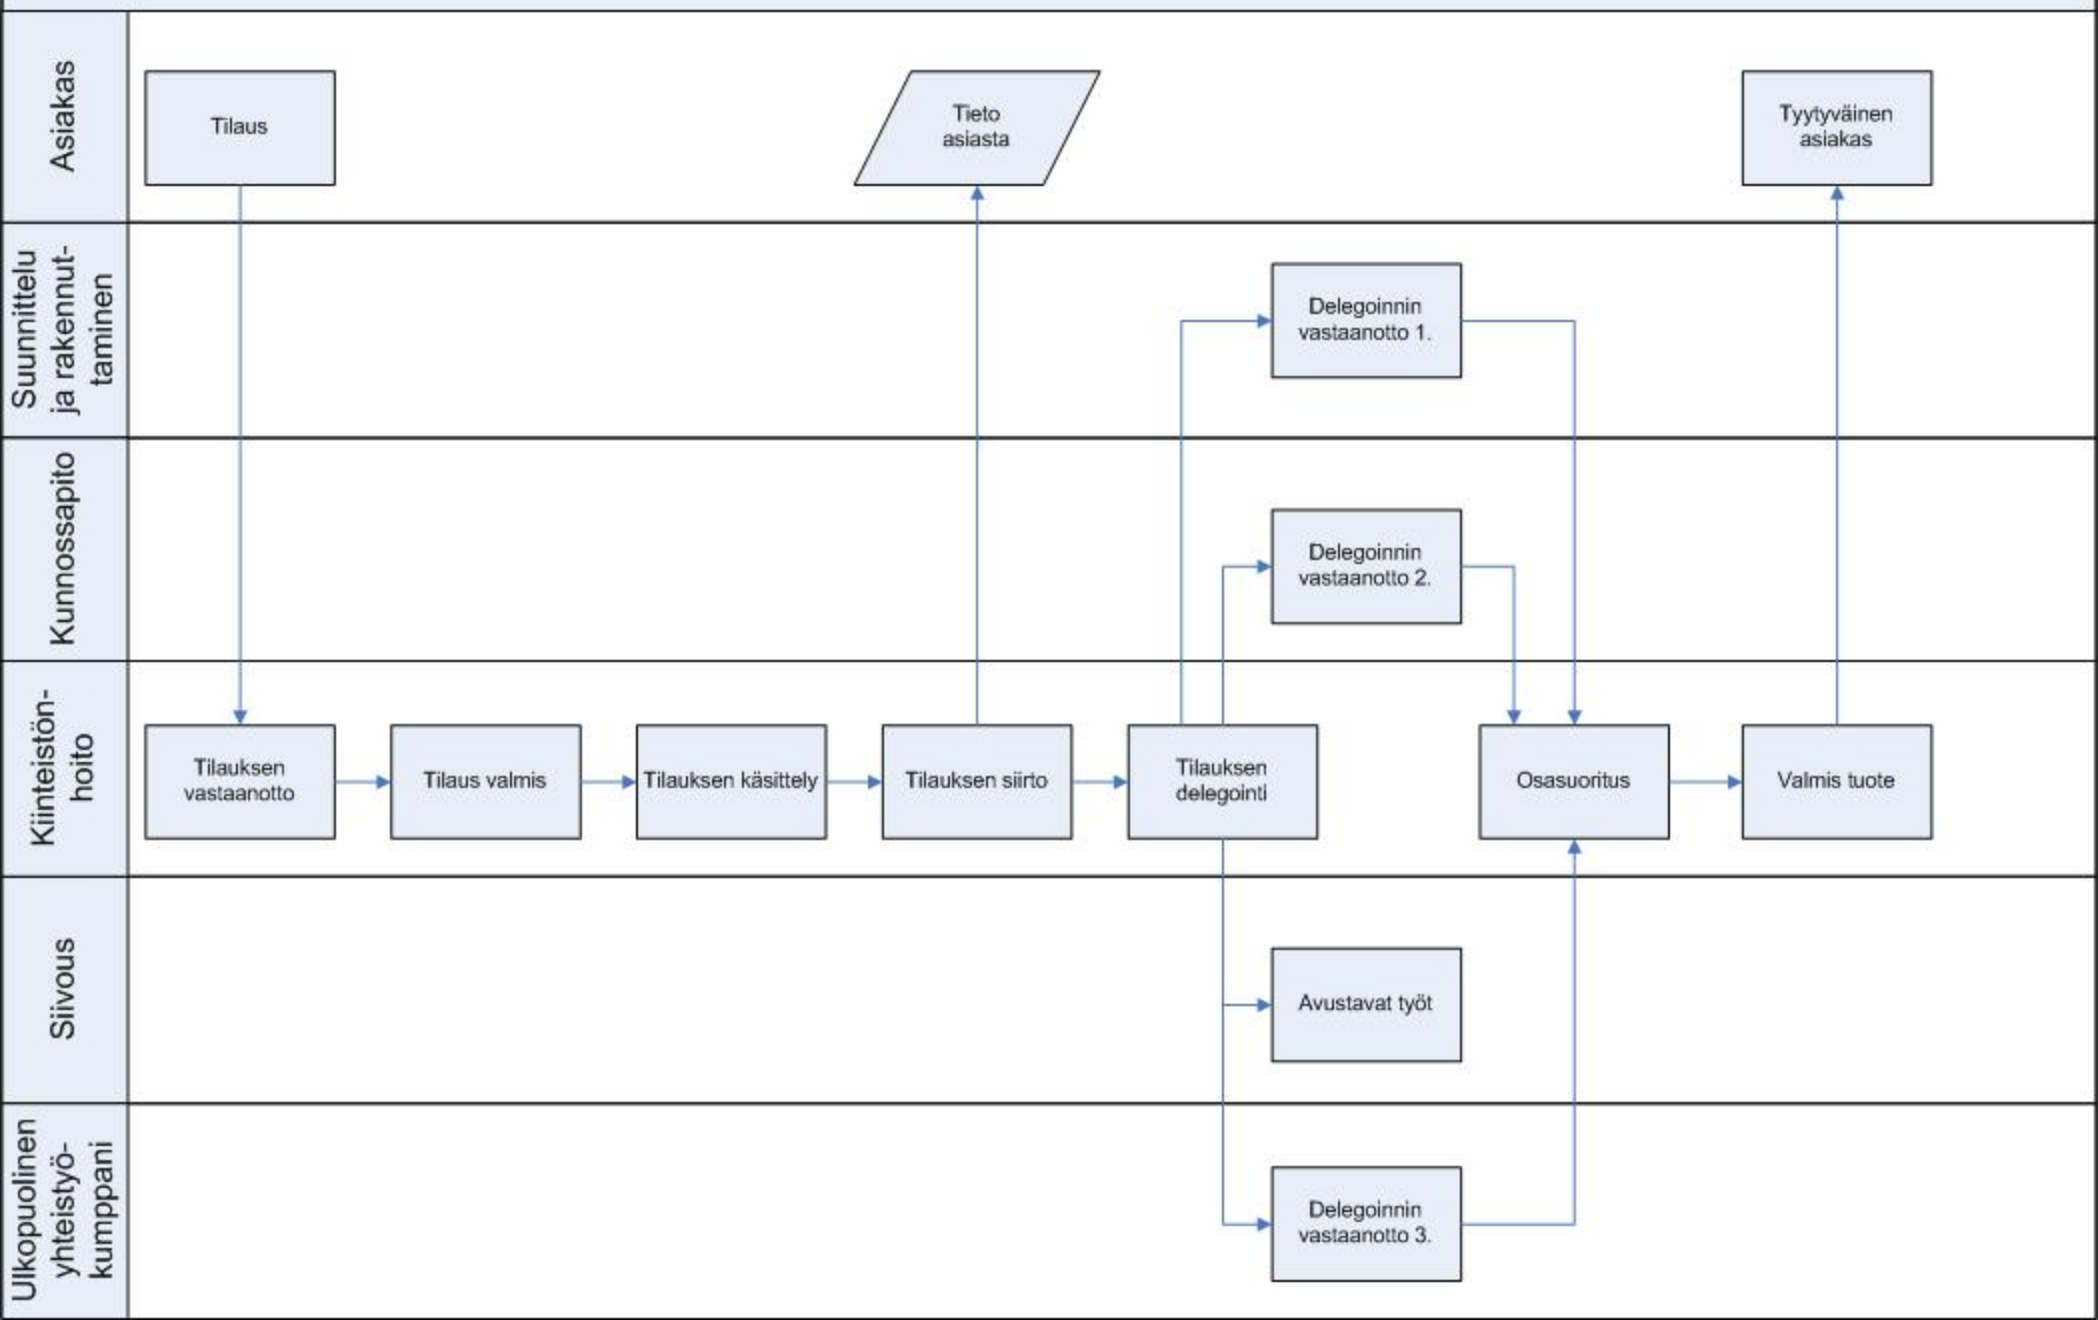 Asiakas
Tilaus
Tieto
asiasta
Tyytyväinen
asiakas
Suunnittelu
ja rakennut-
taminen
Delegoinnin
vastaanotto 1.
Kunnossapito
Delegoinnin
vastaanotto 2.
Kiinteistön-
hoito
Tilauksen
vastaanotto
Tilaus valmis
Tilauksen käsittely
Tilauksen siirto
Tilauksen
delegointi
Osasuoritus
Valmis tuote
Siivous
Avustavat työt
Ulkopuolinen
yhteistyö-
kumppani
Delegoinnin
vastaanotto 3.